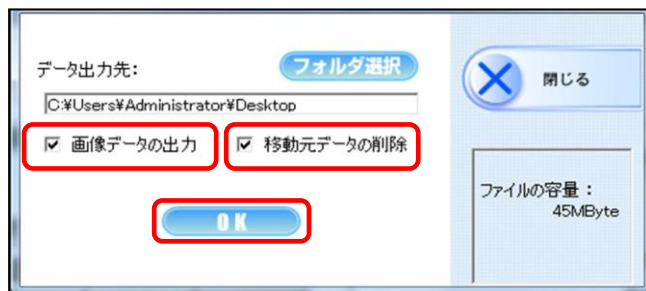 データ出力先：
フォルダ選択
C:¥Users¥Administrator¥Desktop
画像データの出力
移動元データの削除
OK
閉じる
ファイルの容量：
45MByte